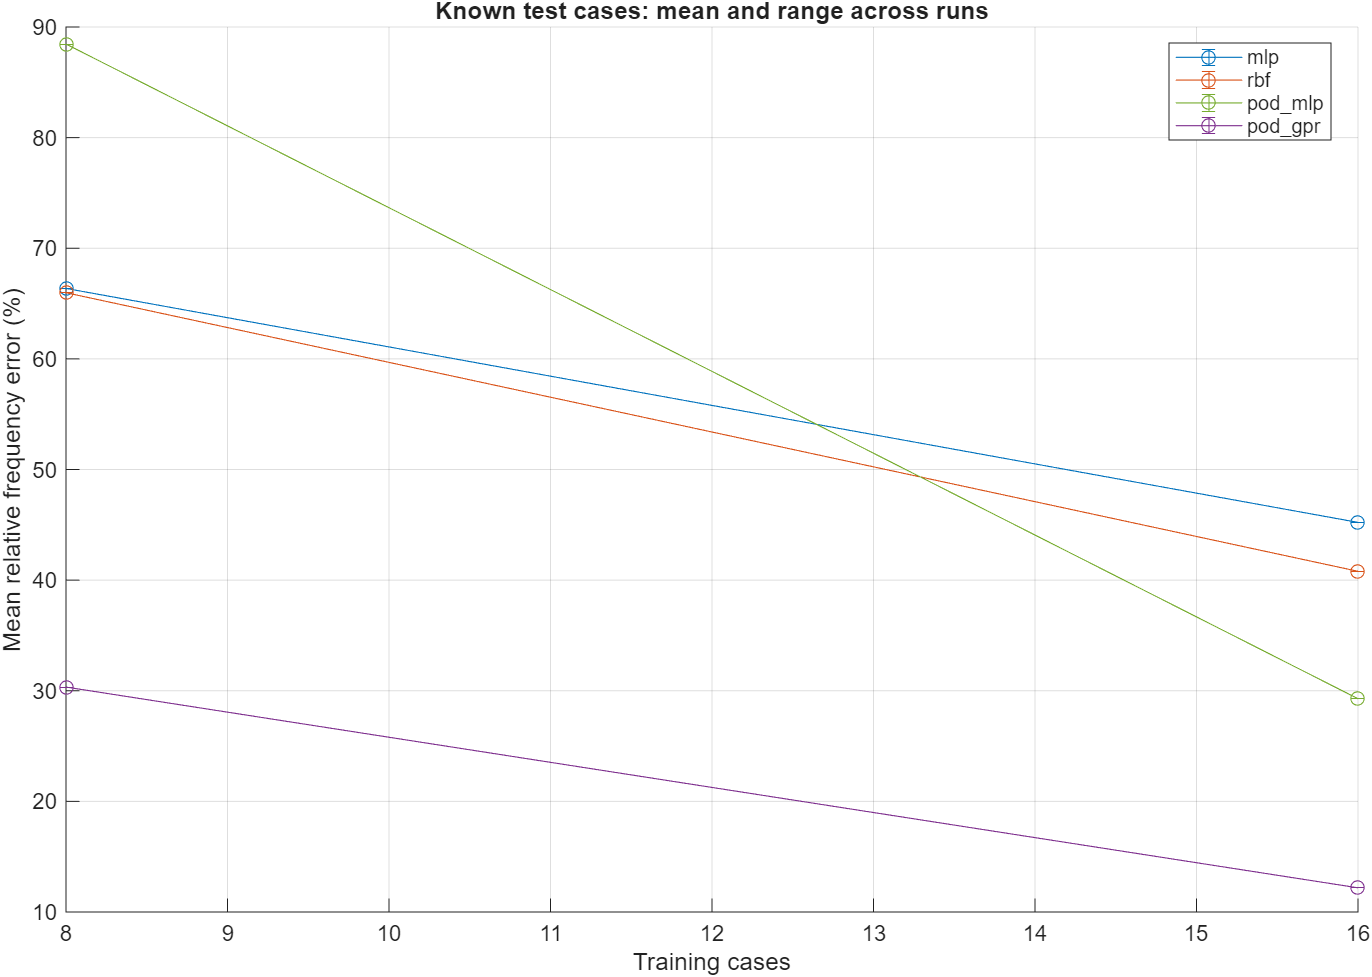 Known test cases: mean and range across runs
mlp
rbf
pod_mlp
pod_gpr
Mean relative frequency error (%)
90
80
70
60
50
40
30
20
10
8 9 10 11 12 13 14 15 16
Training cases